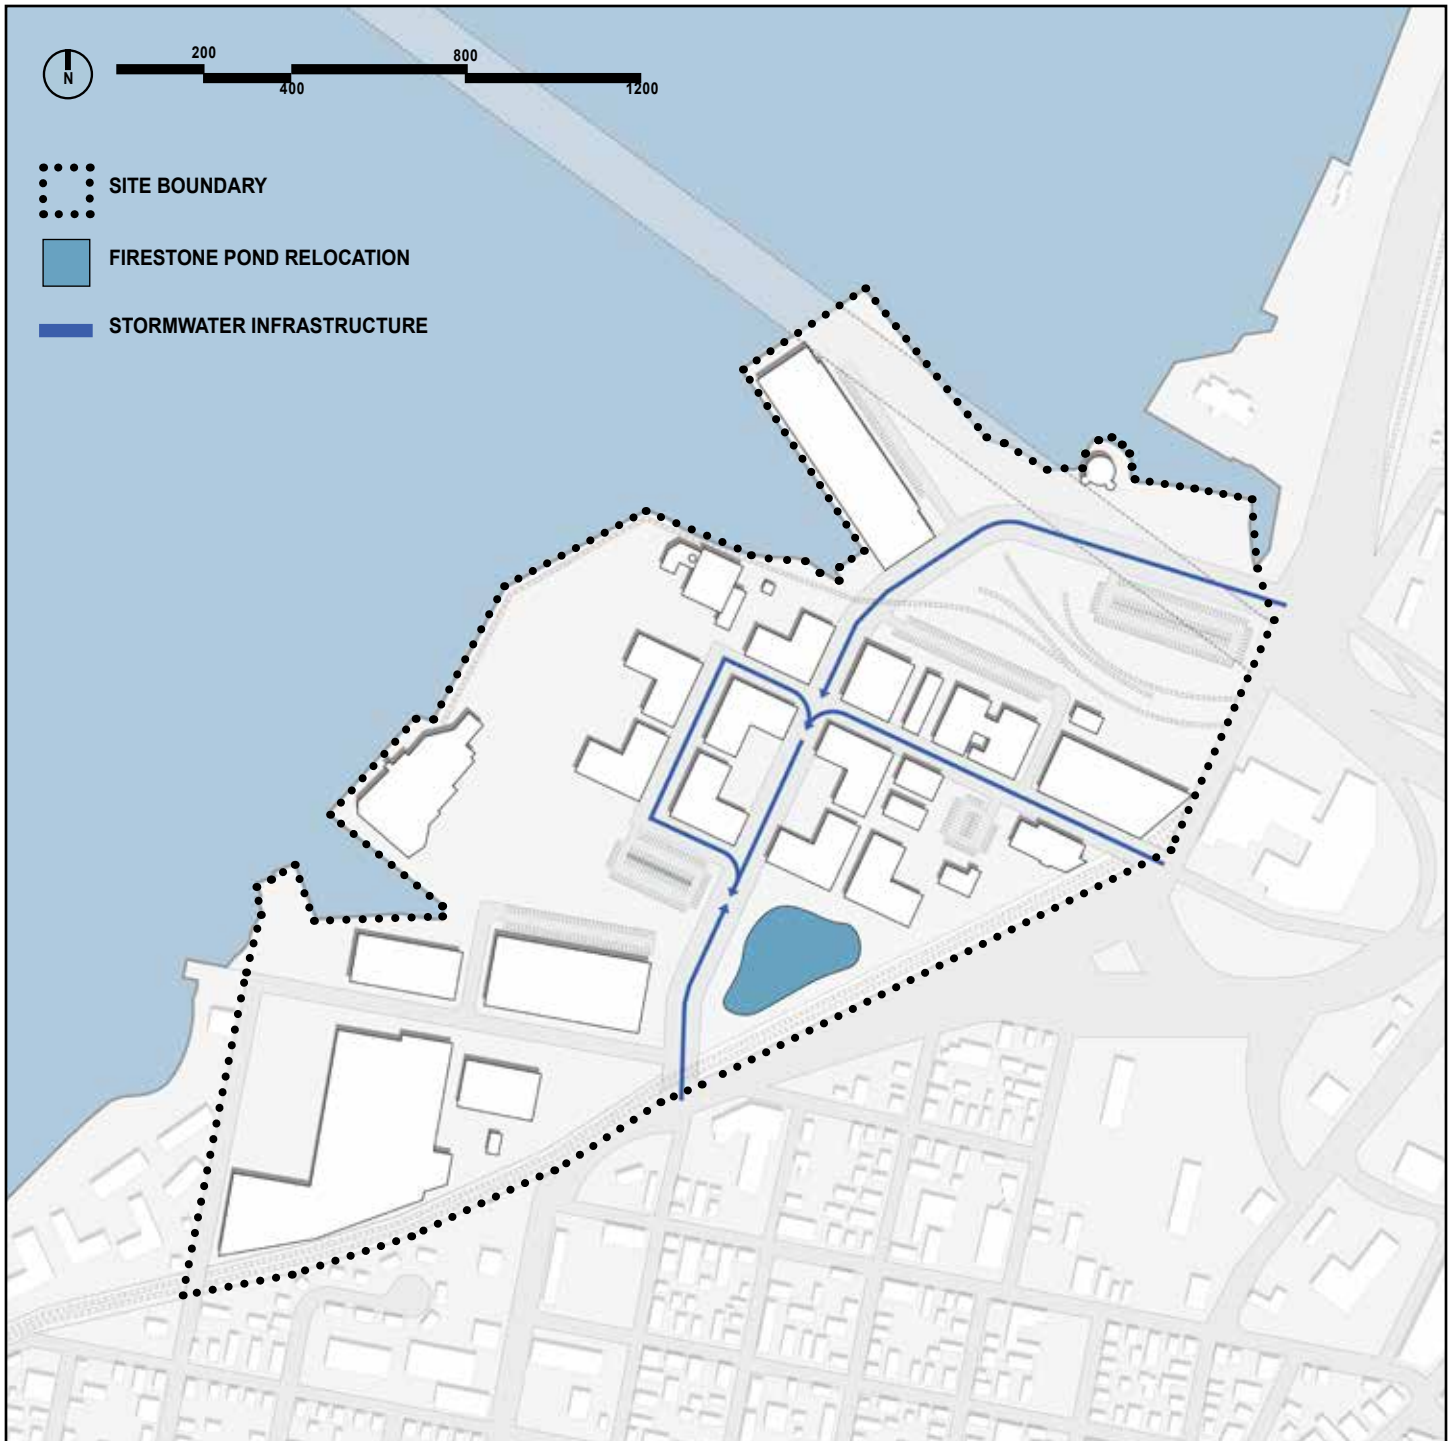 200
800
N
400
1200
SITE BOUNDARY
FIRESTONE POND RELOCATION
STORMWATER INFRASTRUCTURE